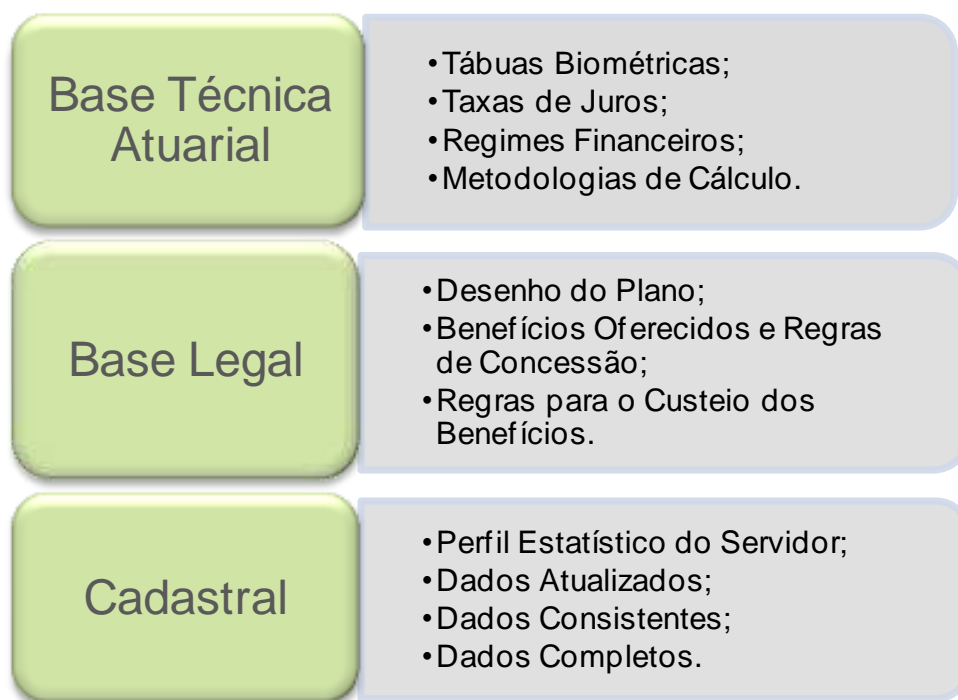 Base Técnica
Atuarial
•Tábuas Biométricas;
•Taxas de Juros;
•Regimes Financeiros;
•Metodologias de Cálculo.
Base Legal
•Desenho do Plano;
•Benefícios Oferecidos e Regras
de Concessão;
•Regras para o Custeio dos
Benefícios.
Cadastral
•Perfil Estatístico do Servidor;
•Dados Atualizados;
•Dados Consistentes;
•Dados Completos.